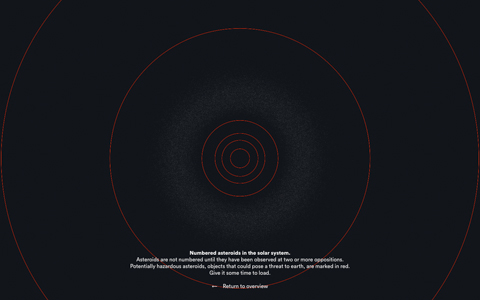 Numbered asteroids in the solar system.
Asteroids are not numbered until they have been observed at two or more oppositions.
Potentially hazardous asteroids, objects that could pose a threat to earth, are marked in red.
Give it some time to load.
← Return to overview